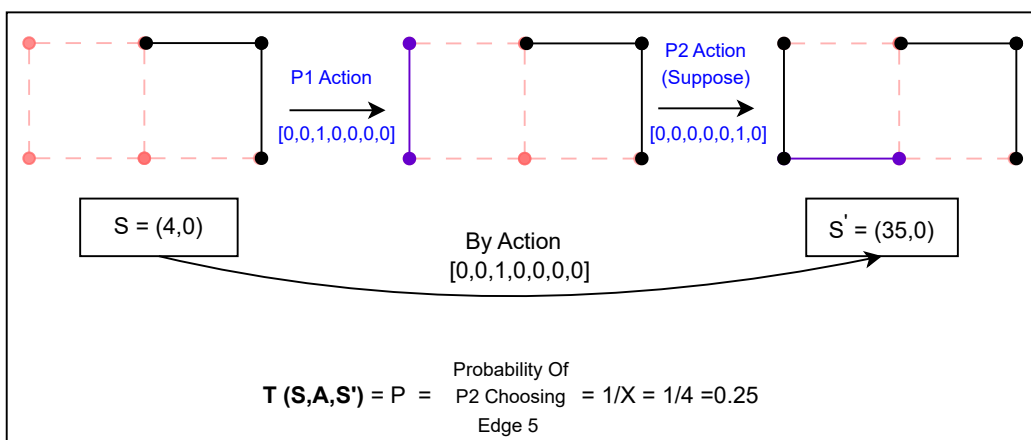 P1 Action
[0,0,1,0,0,0,0]
P2 Action
(Suppose)
[0,0,0,0,0,1,0]
S = (4,0)
S' = (35,0)
By Action
[0,0,1,0,0,0,0]
Probability Of
T (S,A,S') = P = P2 Choosing = 1/X = 1/4 =0.25
Edge 5